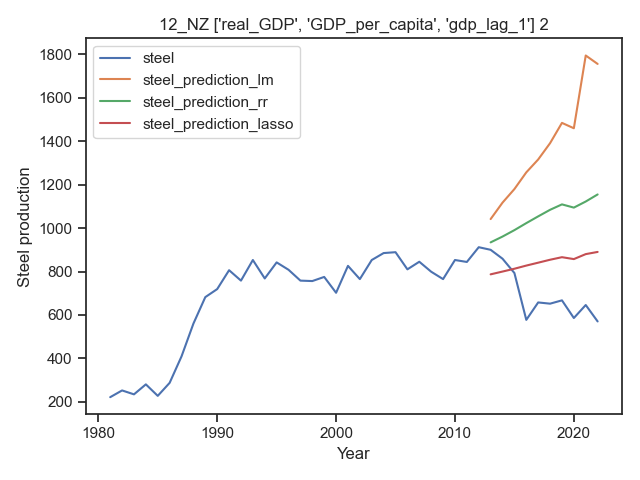 12_NZ ['real_GDP', 'GDP_per_capita', 'gdp_lag_1'] 2
steel
steel_prediction_lm
steel_prediction_rr
steel_prediction_lasso
Steel production
1800
1600
1400
1200
1000
800
600
400
200
1980 1990 2000 2010 2020
Year